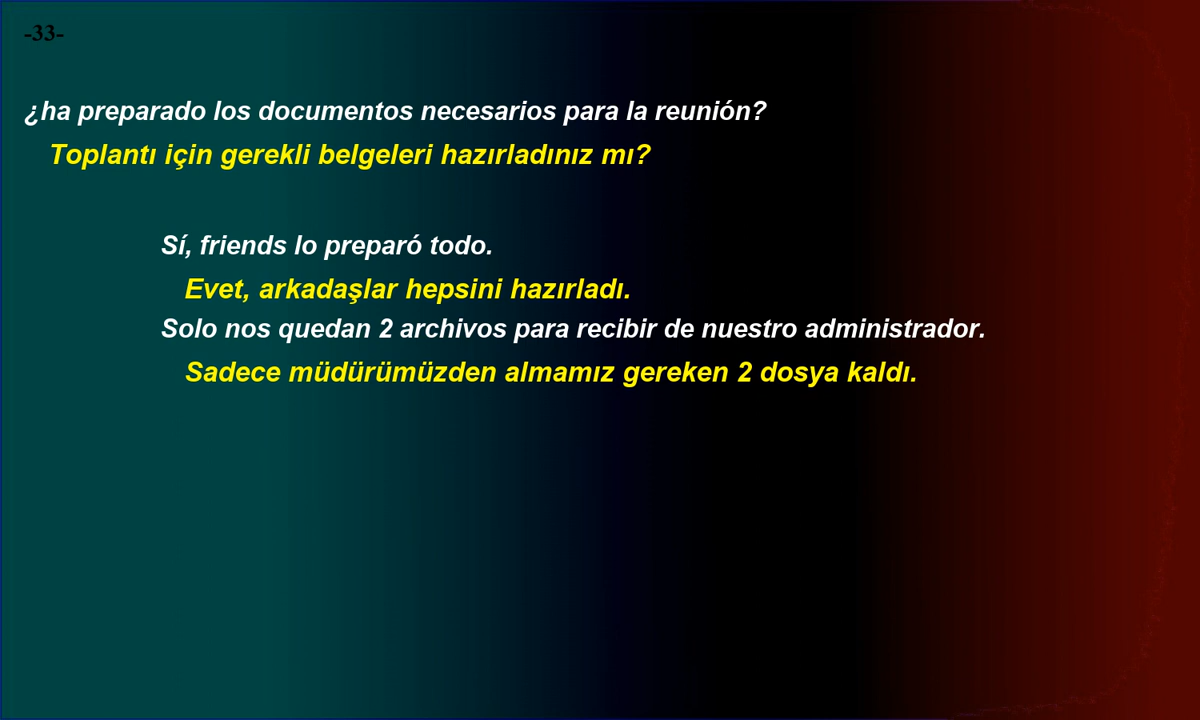 -33-
¿ha preparado los documentos necesarios para la reunión?
Toplantı için gerekli belgeleri hazırladınız mı?
Sí, friends lo preparó todo.
Evet, arkadaşlar hepsini hazırladı.
Solo nos quedan 2 archivos para recibir de nuestro administrador.
Sadece müdürümüzden almamız gereken 2 dosya kaldı.